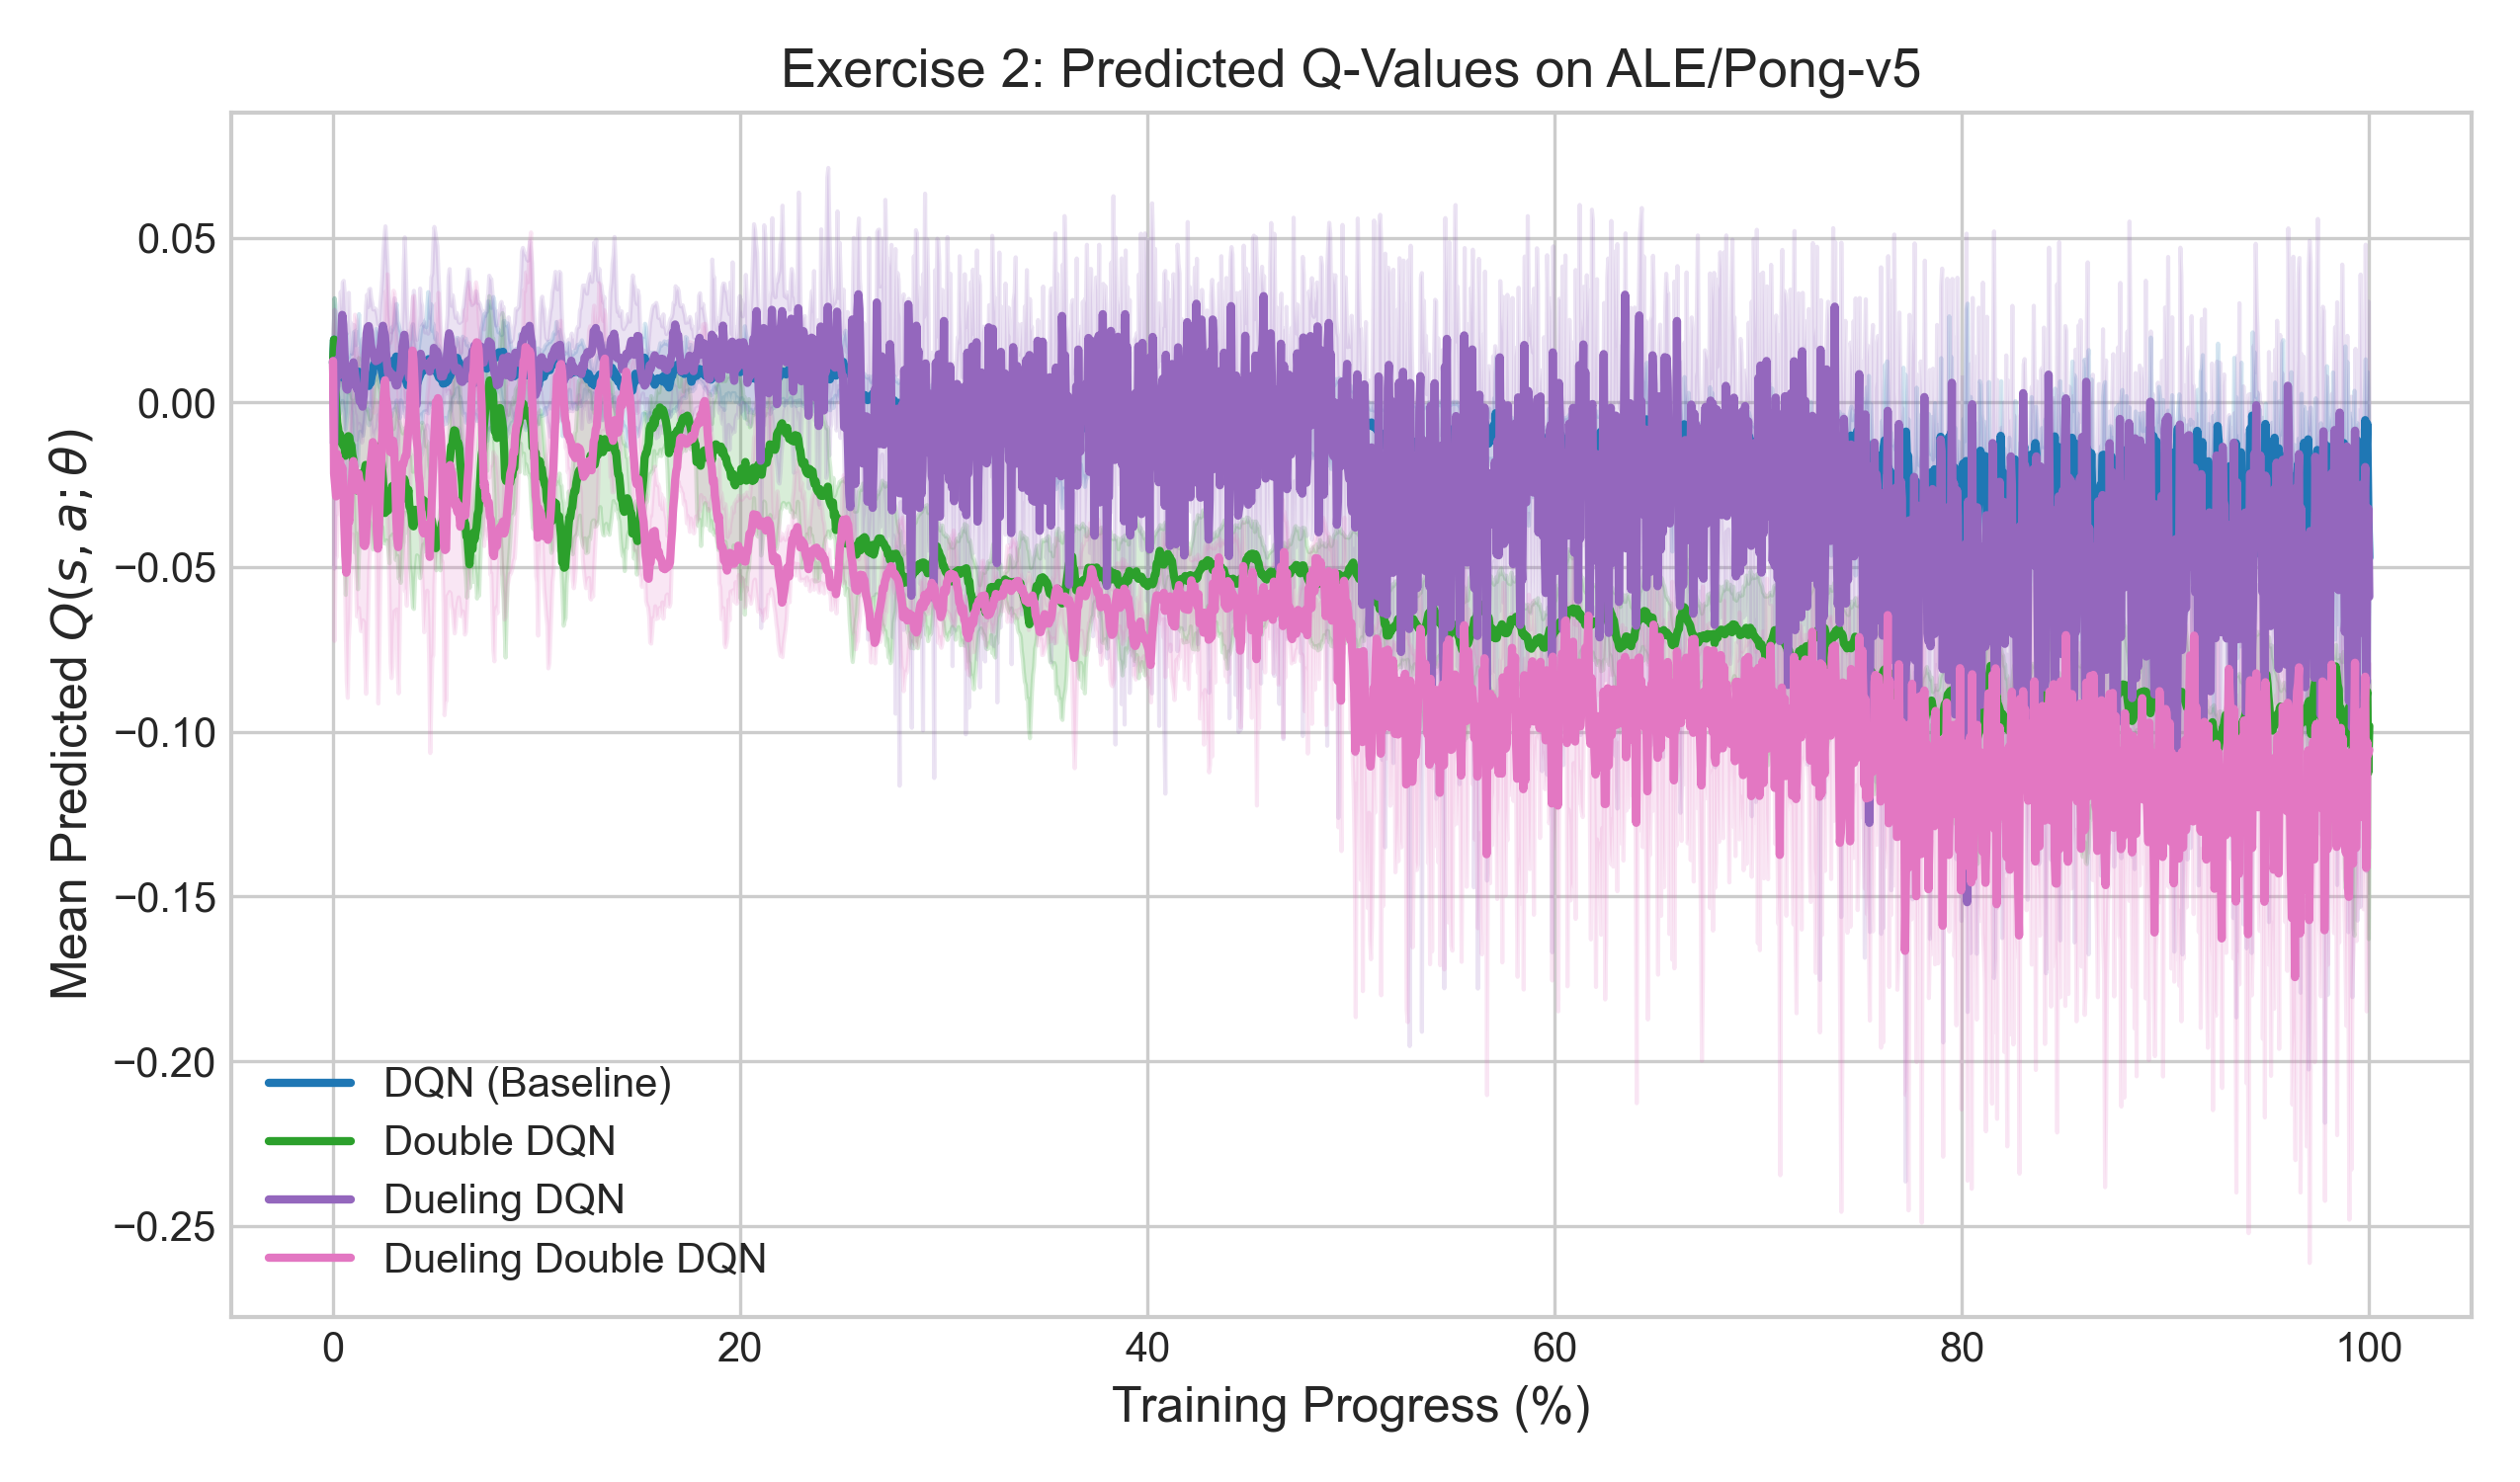 Exercise 2: Predicted Q-Values on ALE/Pong-v5
Mean Predicted Q(s, a; θ)
0.05
0.00
−0.05
−0.10
−0.15
−0.20
−0.25
DQN (Baseline)
Double DQN
Dueling DQN
Dueling Double DQN
0 20 40 60 80 100
Training Progress (%)